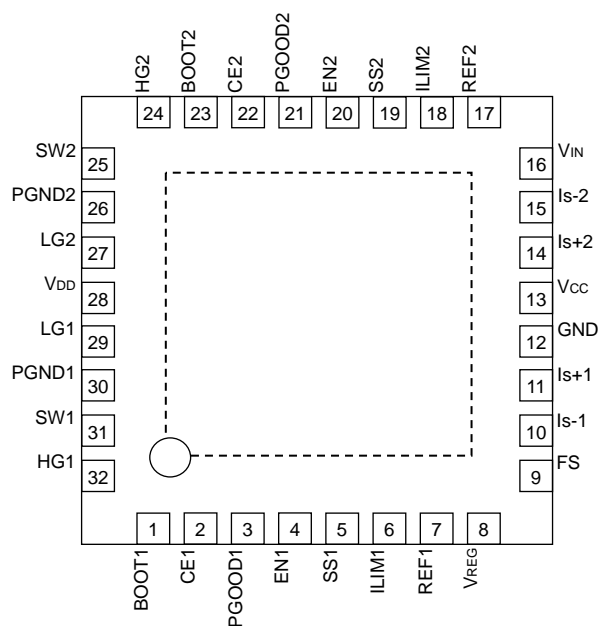 HG2
BOOT2
CE2
PGOOD2
EN2
SS2
ILIM2
REF2
24
23
22
21
20
19
18
17
SW2
25
PGND2
26
LG2
27
VDD
28
LG1
29
PGND1
30
SW1
31
HG1
32
16
VIN
15
Is-2
14
Is+2
13
VCC
12
GND
11
Is+1
10
Is-1
9
FS
1
2
3
4
5
6
7
8
BOOT1
CE1
PGOOD1
EN1
SS1
ILIM1
REF1
VREG